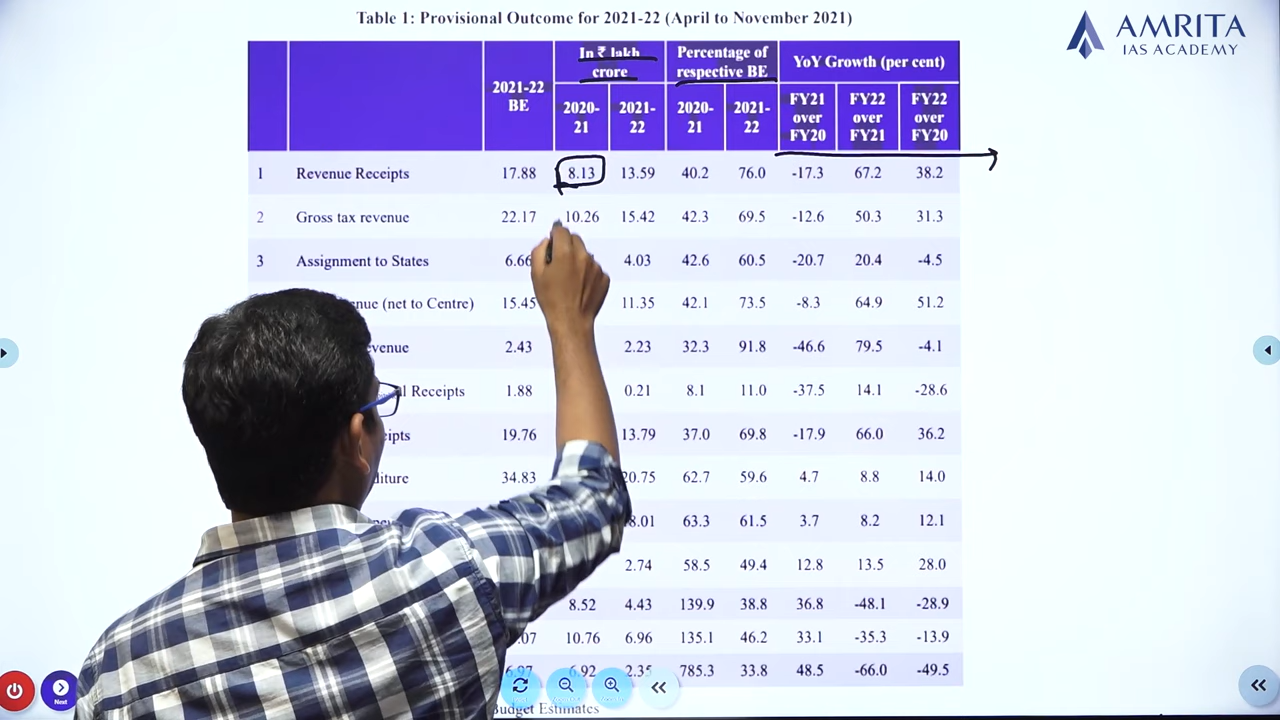 Table 1: Provisional Outcome for 2021-22 (April to November 2021)
AMRITA
IAS ACADEMY
2021-22 BE
In ₹ lakh crore
Percentage of respective BE
YoY Growth (per cent)
2020-21 2021-22 2020-21 2021-22 FY21 over FY20 FY22 over FY21 FY22 over FY20
1 Revenue Receipts 17.88 8.13 13.59 40.2 76.0 -17.3 67.2 38.2
2 Gross tax revenue 22.17 10.26 15.42 42.3 69.5 -12.6 50.3 31.3
3 Assignment to States 6.66 4.03 42.6 60.5 -20.7 20.4 -4.5
(net to Centre) 15.45 11.35 42.1 73.5 -8.3 64.9 51.2
2.43 2.23 32.3 91.8 -46.6 79.5 -4.1
Receipts 1.88 0.21 8.1 11.0 -37.5 14.1 -28.6
19.76 13.79 37.0 69.8 -17.9 66.0 36.2
34.83 20.75 62.7 59.6 4.7 8.8 14.0
63.3 61.5 3.7 8.2 12.1
2.74 58.5 49.4 12.8 13.5 28.0
8.52 4.43 139.9 38.8 36.8 -48.1 -28.9
10.76 6.96 135.1 46.2 33.1 -35.3 -13.9
6.97 6.92 2.35 785.3 33.8 48.5 -66.0 -49.5
Next
Budget Estimates